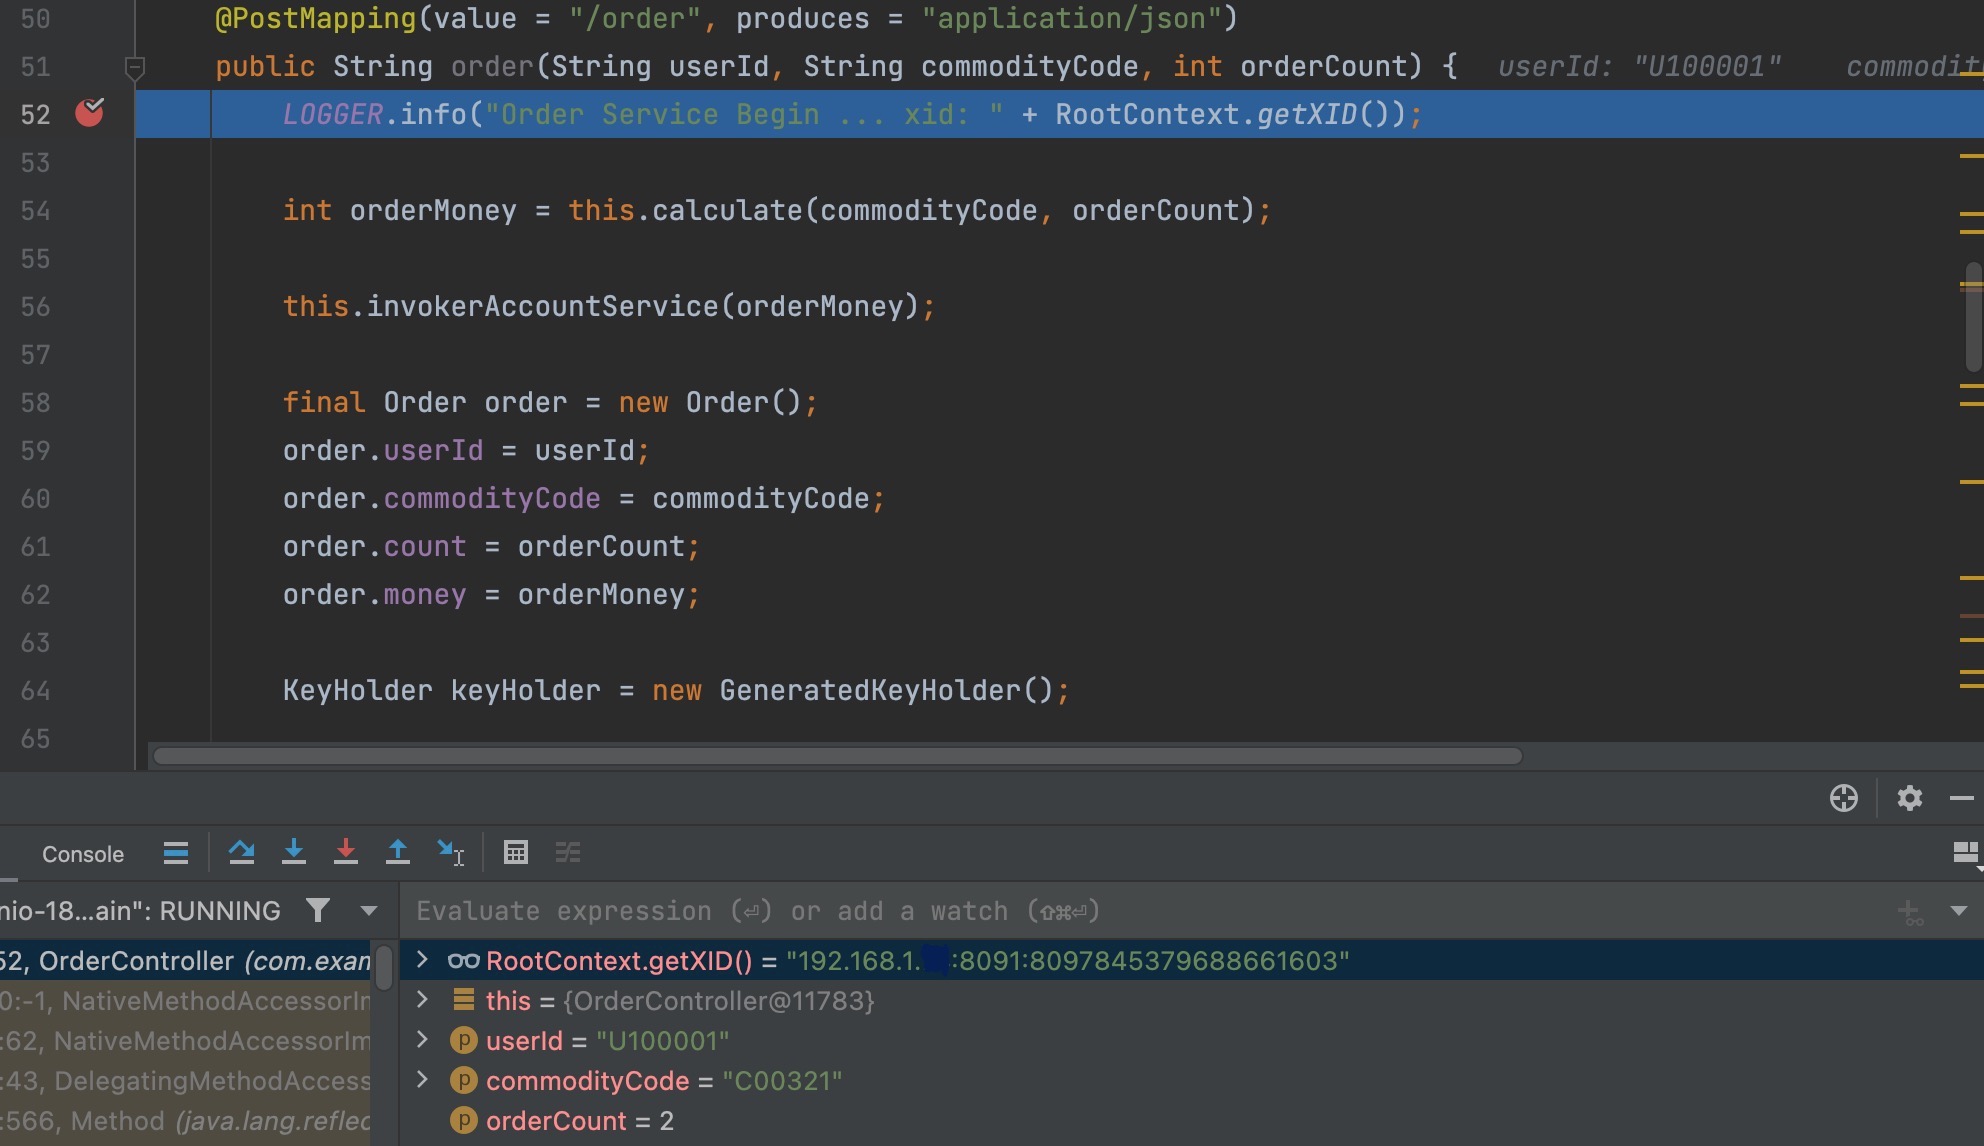 50 @PostMapping(value = "/order", produces = "application/json")
51 public String order(String userId, String commodityCode, int orderCount) { userId: "U100001" commodit
52 LOGGER.info("Order Service Begin ... xid: " + RootContext.getXID());
53
54 int orderMoney = this.calculate(commodityCode, orderCount);
55
56 this.invokerAccountService(orderMoney);
57
58 final Order order = new Order();
59 order.userId = userId;
60 order.commodityCode = commodityCode;
61 order.count = orderCount;
62 order.money = orderMoney;
63
64 KeyHolder keyHolder = new GeneratedKeyHolder();
65
Console
nio-18...ain": RUNNING
Evaluate expression (⏎) or add a watch (⇧⌘⏎)
52, OrderController (com.exam
RootContext.getXID() = "192.168.1. :8091:8097845379688661603"
0:-1, NativeMethodAccessorIm
this = {OrderController@11783}
:62, NativeMethodAccessorIm
userId = "U100001"
:43, DelegatingMethodAccess
commodityCode = "C00321"
:566, Method (java.lang.reflec
orderCount = 2